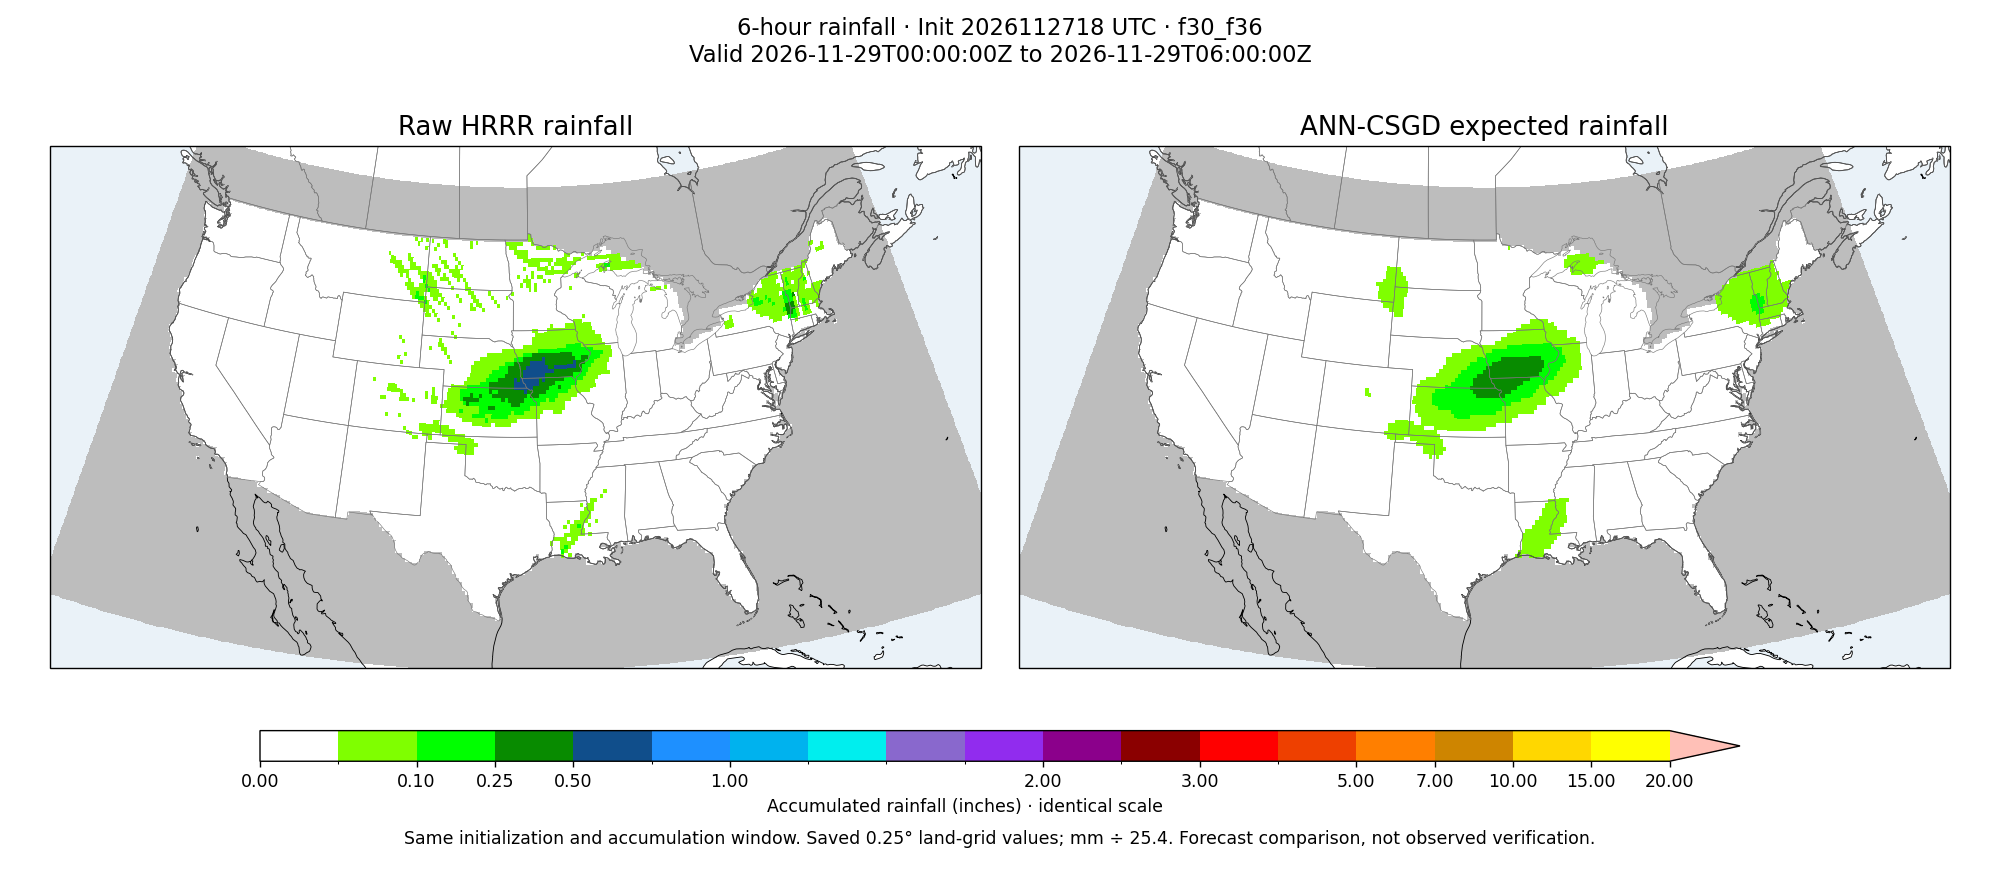 6-hour rainfall · Init 2026112718 UTC · f30_f36
Valid 2026-11-29T00:00:00Z to 2026-11-29T06:00:00Z
Raw HRRR rainfall
ANN-CSGD expected rainfall
0.00 0.10 0.25 0.50 1.00 2.00 3.00 5.00 7.00 10.00 15.00 20.00
Accumulated rainfall (inches) · identical scale
Same initialization and accumulation window. Saved 0.25° land-grid values; mm ÷ 25.4. Forecast comparison, not observed verification.